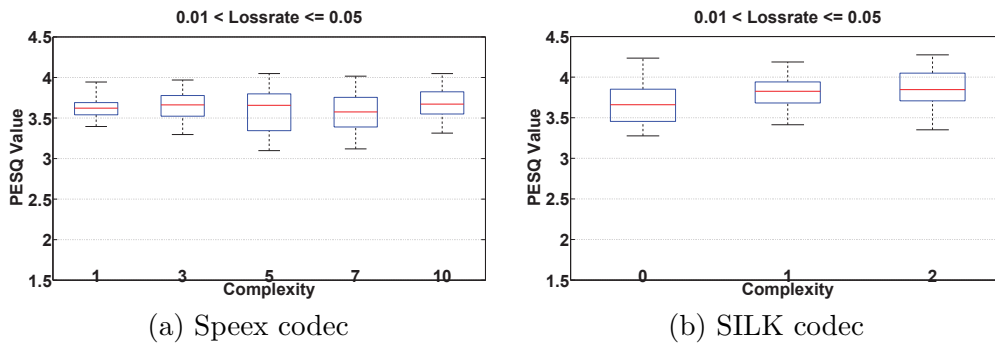 0.01 < Lossrate <= 0.05
4.5
4
3.5
3
2.5
2
1.5
PESQ Value
1 3 5 7 10
Complexity
(a) Speex codec
0.01 < Lossrate <= 0.05
4.5
4
3.5
3
2.5
2
1.5
PESQ Value
0 1 2
Complexity
(b) SILK codec